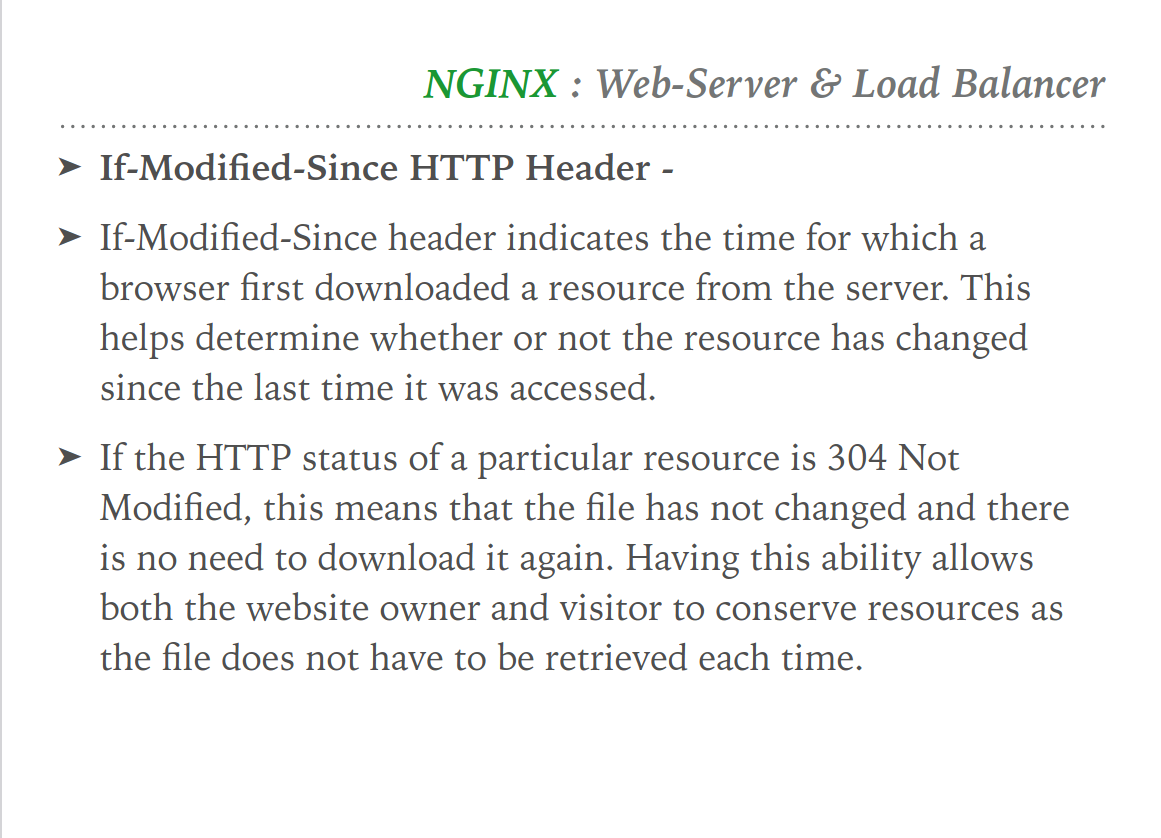 NGINX : Web-Server & Load Balancer
➤ If-Modified-Since HTTP Header -
➤ If-Modified-Since header indicates the time for which a
browser first downloaded a resource from the server. This
helps determine whether or not the resource has changed
since the last time it was accessed.
➤ If the HTTP status of a particular resource is 304 Not
Modified, this means that the file has not changed and there
is no need to download it again. Having this ability allows
both the website owner and visitor to conserve resources as
the file does not have to be retrieved each time.